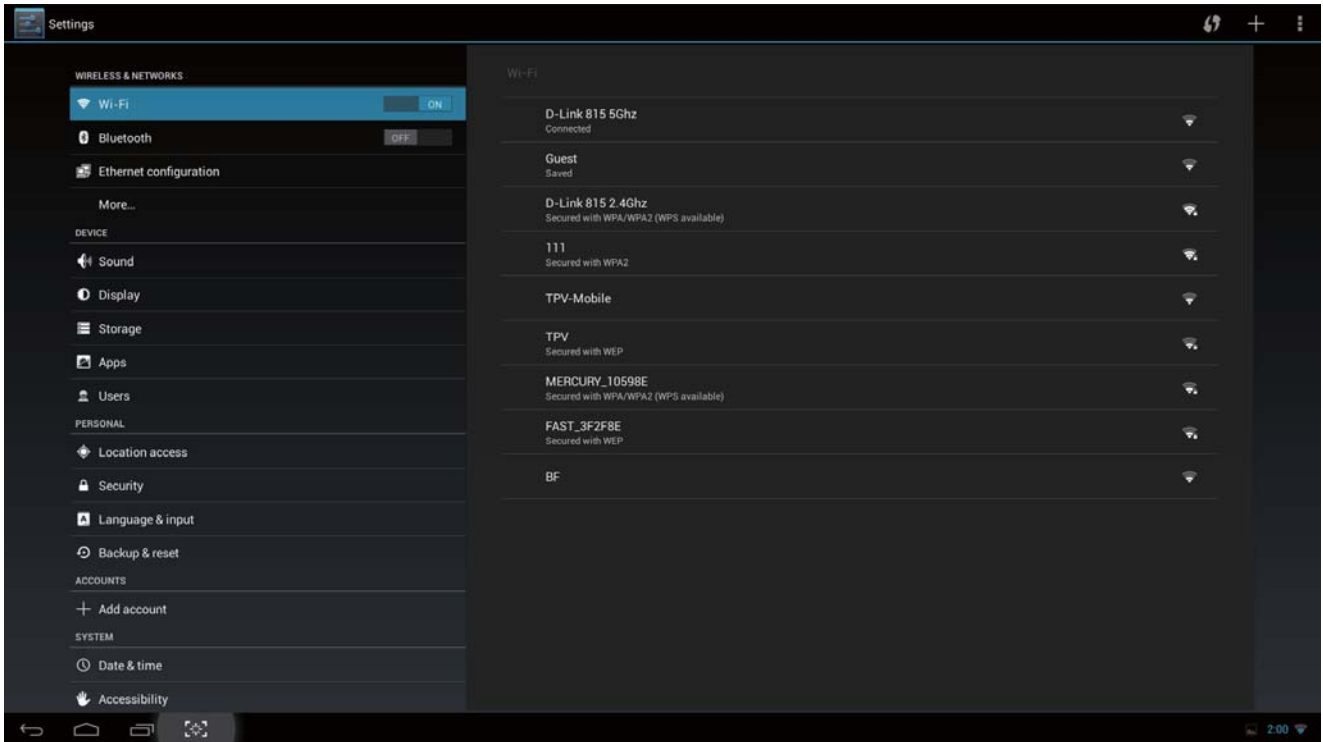 Settings
WIRELESS & NETWORKS
Wi-Fi
ON
Bluetooth
OFF
Ethernet configuration
More...
DEVICE
Sound
Display
Storage
Apps
Users
PERSONAL
Location access
Security
Language & input
Backup & reset
ACCOUNTS
Add account
SYSTEM
Date & time
Accessibility
Wi-Fi
D-Link 815 5Ghz
Connected
Guest
Saved
D-Link 815 2.4Ghz
Secured with WPA/WPA2 (WPS available)
111
Secured with WPA2
TPV-Mobile
TPV
Secured with WEP
MERCURY_10598E
Secured with WPA/WPA2 (WPS available)
FAST_3F2F8E
Secured with WEP
BF
2:00